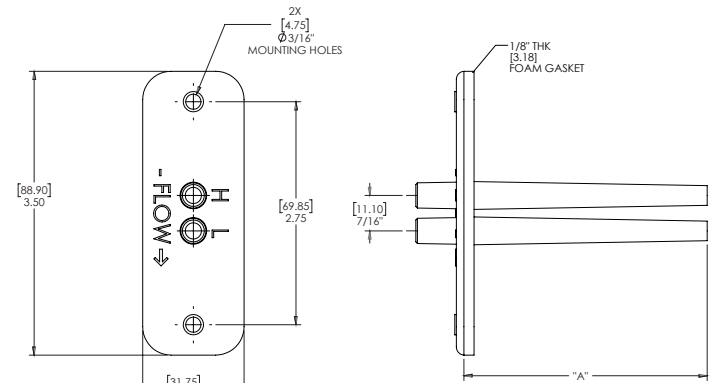 2X
[4.75]
Ø3/16"
MOUNTING HOLES
1/8" THK
[3.18]
FOAM GASKET
[88.90]
3.50
- FLOW →
H
L
[69.85]
2.75
[11.10]
7/16"
[31.75]
"A"